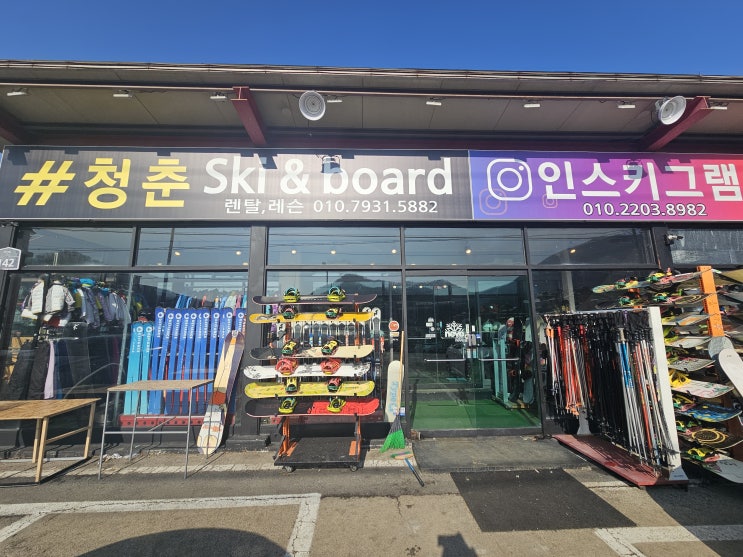 #청춘 Ski & board
렌탈,레슨 010.7931.5882
인스키그램
010.2203.8982
142